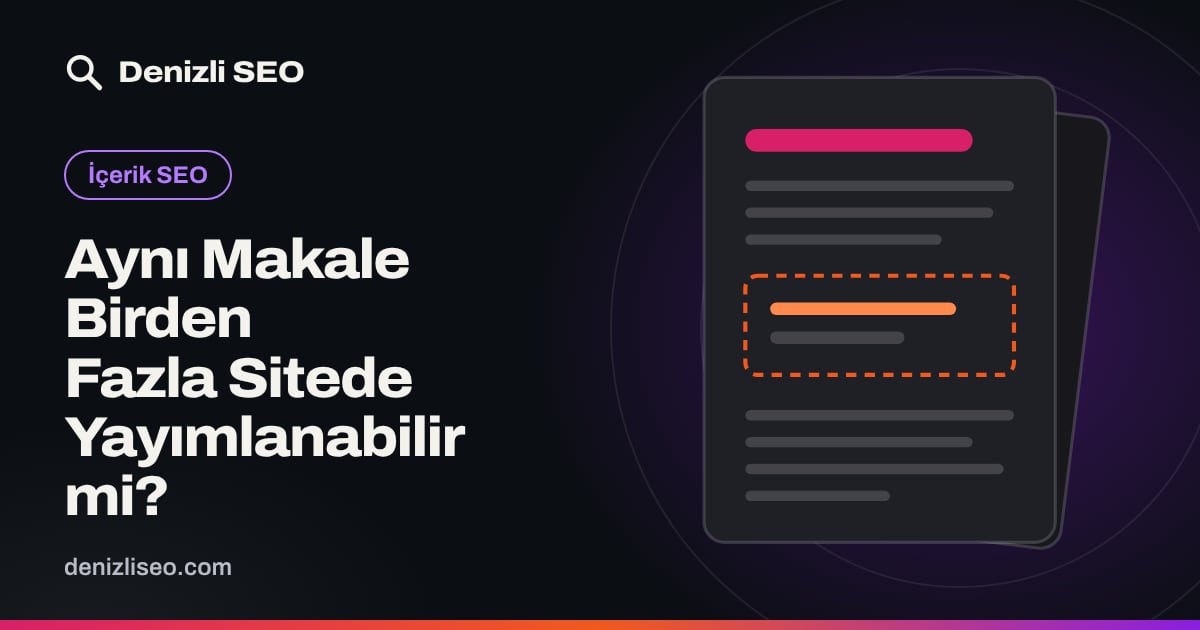 Denizli SEO
İçerik SEO
Aynı Makale
Birden
Fazla Sitede
Yayımlanabilir
mi?
denizliseo.com